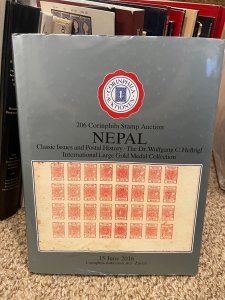 CORINPHILA
AUKTIONEN
206 Corinphila Stamp Auction
NEPAL
Classic Issues and Postal History - The Dr. Wolfgang C. Hellrigl
International Large Gold Medal Collection
15 June 2016